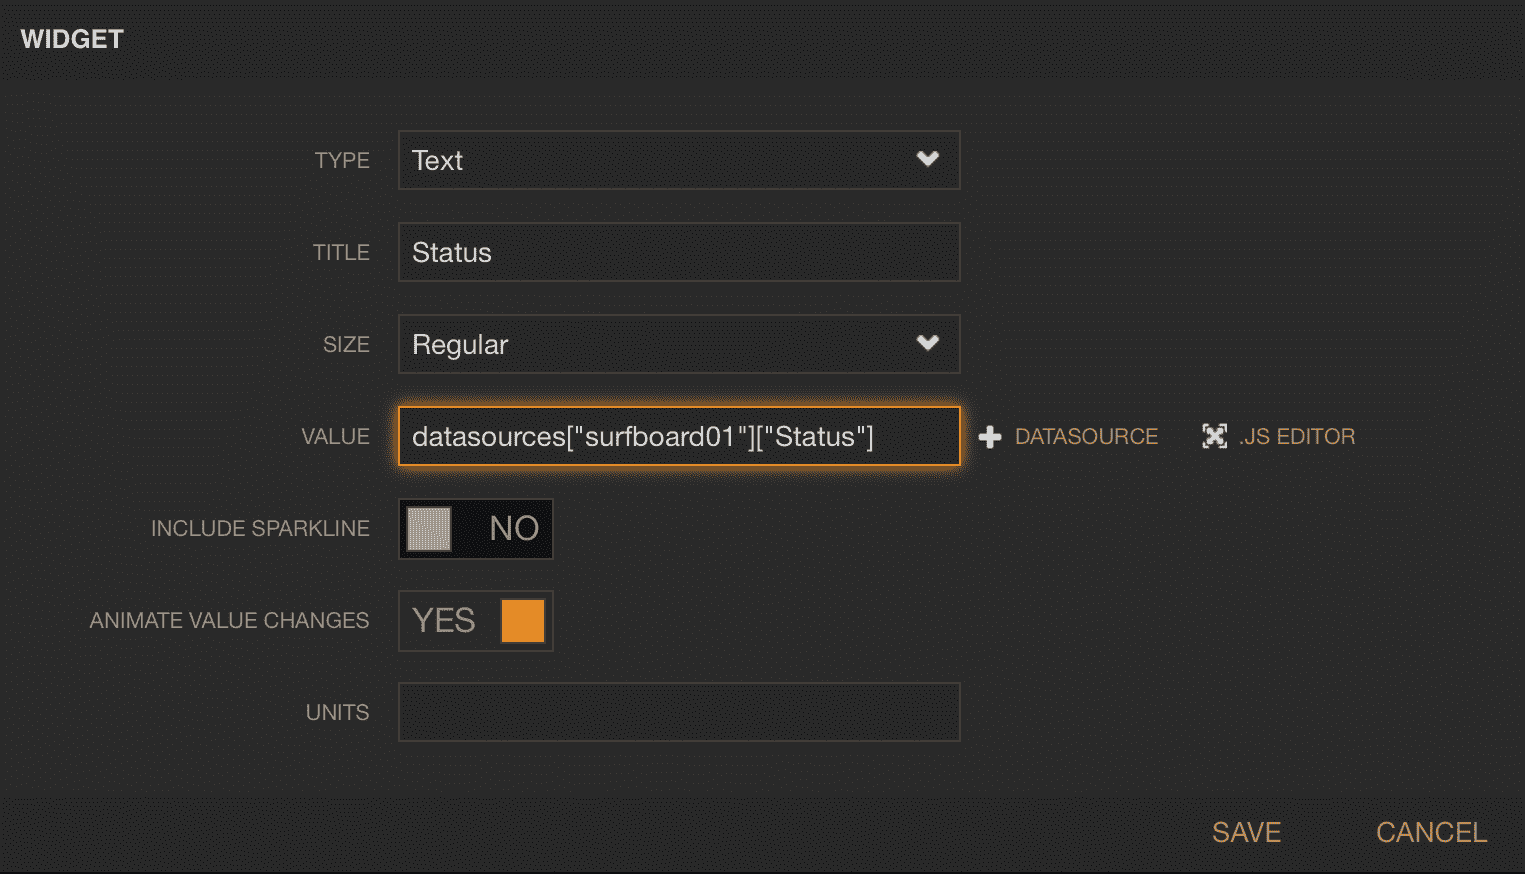 WIDGET
TYPE Text
TITLE Status
SIZE Regular
VALUE datasources["surfboard01"]["Status"] DATASOURCE .JS EDITOR
INCLUDE SPARKLINE NO
ANIMATE VALUE CHANGES YES
UNITS
SAVE CANCEL